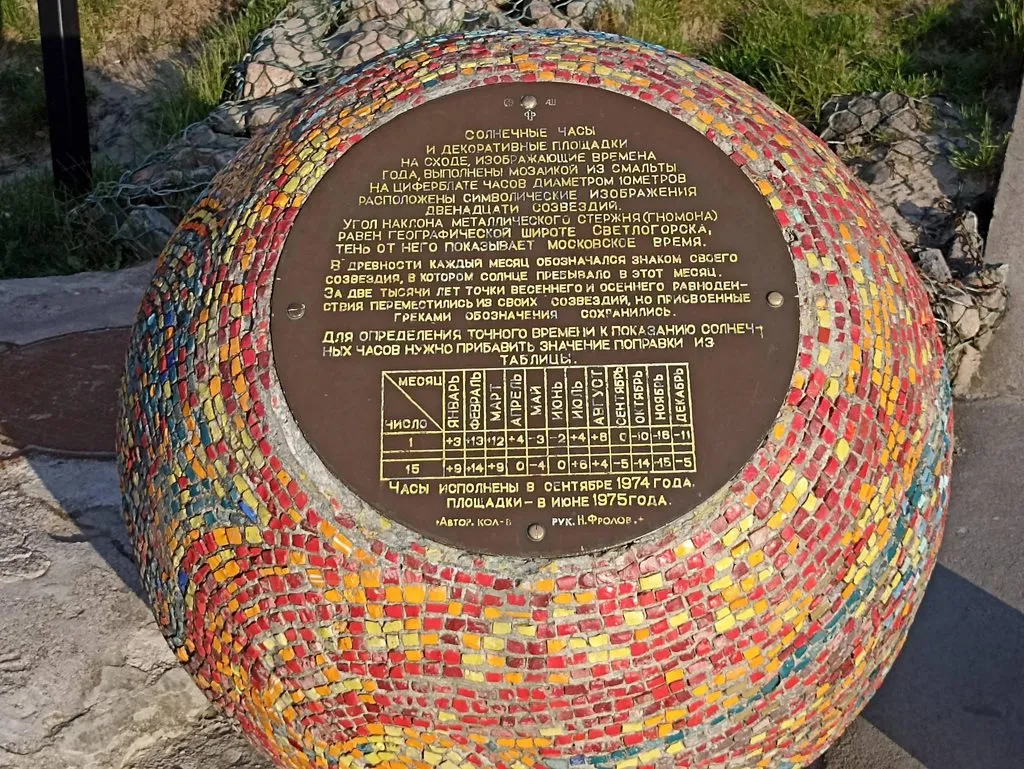 СОЛНЕЧНЫЕ ЧАСЫ
И ДЕКОРАТИВНЫЕ ПЛОЩАДКИ
НА СХОДЕ, ИЗОБРАЖАЮЩИЕ ВРЕМЕНА
ГОДА, ВЫПОЛНЕНЫ МОЗАИКОЙ ИЗ СМАЛЬТЫ
НА ЦИФЕРБЛАТЕ ЧАСОВ ДИАМЕТРОМ 10МЕТРОВ
РАСПОЛОЖЕНЫ СИМВОЛИЧЕСКИЕ ИЗОБРАЖЕНИЯ
ДВЕНАДЦАТИ СОЗВЕЗДИЙ.
УГОЛ НАКЛОНА МЕТАЛЛИЧЕСКОГО СТЕРЖНЯ(ГНОМОНА)
РАВЕН ГЕОГРАФИЧЕСКОЙ ШИРОТЕ СВЕТЛОГОРСКА,
ТЕНЬ ОТ НЕГО ПОКАЗЫВАЕТ МОСКОВСКОЕ ВРЕМЯ.
В ДРЕВНОСТИ КАЖДЫЙ МЕСЯЦ ОБОЗНАЧАЛСЯ ЗНАКОМ СВОЕГО
СОЗВЕЗДИЯ, В КОТОРОМ СОЛНЦЕ ПРЕБЫВАЛО В ЭТОТ МЕСЯЦ.
ЗА ДВЕ ТЫСЯЧИ ЛЕТ ТОЧКИ ВЕСЕННЕГО И ОСЕННЕГО РАВНОДЕН-
СТВИЯ ПЕРЕМЕСТИЛИСЬ ИЗ СВОИХ СОЗВЕЗДИЙ, НО ПРИСВОЕННЫЕ
ГРЕКАМИ ОБОЗНАЧЕНИЯ СОХРАНИЛИСЬ.
ДЛЯ ОПРЕДЕЛЕНИЯ ТОЧНОГО ВРЕМЕНИ К ПОКАЗАНИЮ СОЛНЕЧ-
НЫХ ЧАСОВ НУЖНО ПРИБАВИТЬ ЗНАЧЕНИЕ ПОПРАВКИ ИЗ
ТАБЛИЦЫ.
МЕСЯЦ ЧИСЛО ЯНВАРЬ ФЕВРАЛЬ МАРТ АПРЕЛЬ МАЙ ИЮНЬ ИЮЛЬ АВГУСТ СЕНТЯБРЬ ОКТЯБРЬ НОЯБРЬ ДЕКАБРЬ
1 +3 +13 +12 +4 -3 -2 +4 +6 0 -10 -16 -11
15 +9 +14 +9 0 -4 0 +6 +4 -5 -14 -15 -5
ЧАСЫ ИСПОЛНЕНЫ В СЕНТЯБРЕ 1974 ГОДА,
ПЛОЩАДКИ - В ИЮНЕ 1975 ГОДА.
АВТОР. КОЛ-В РУК. Н.ФРОЛОВ.